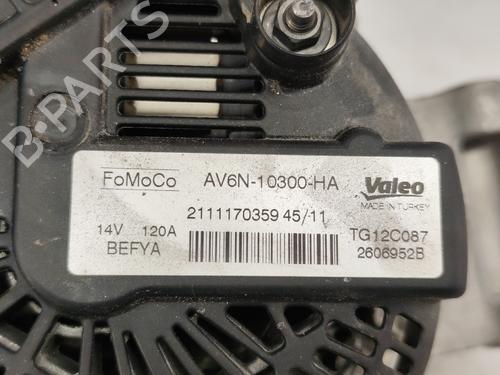 FoMoCo AV6N-10300-HA Valeo
MADE IN TURKEY
2111170359 45/11
14V 120A TG12C087
BEFYA 2606952B
B-PARTS